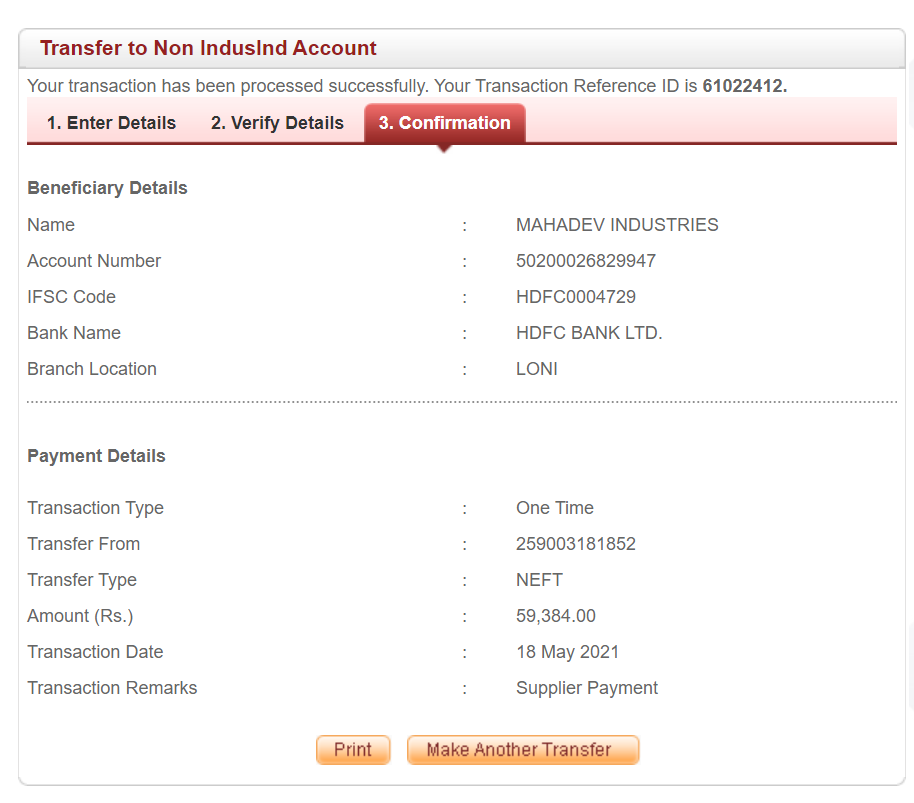 Transfer to Non IndusInd Account
Your transaction has been processed successfully. Your Transaction Reference ID is 61022412.
1. Enter Details 2. Verify Details 3. Confirmation
Beneficiary Details
Name : MAHADEV INDUSTRIES
Account Number : 50200026829947
IFSC Code : HDFC0004729
Bank Name : HDFC BANK LTD.
Branch Location : LONI
Payment Details
Transaction Type : One Time
Transfer From : 259003181852
Transfer Type : NEFT
Amount (Rs.) : 59,384.00
Transaction Date : 18 May 2021
Transaction Remarks : Supplier Payment
Print Make Another Transfer